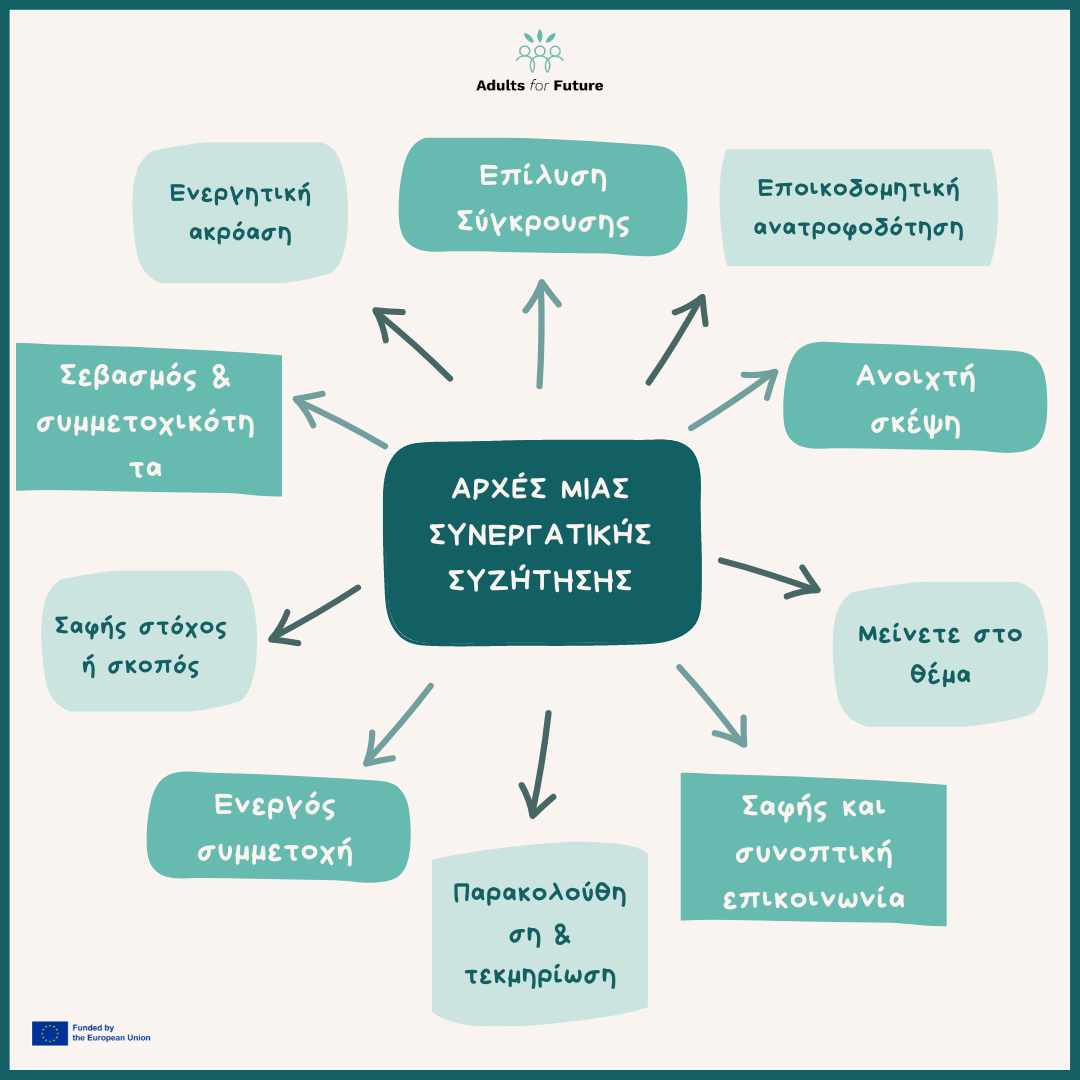 Adults for Future
Ενεργητική
ακρόαση
Επίλυση
Σύγκρουσης
Εποικοδομητική
ανατροφοδότηση
Σεβασμός &
συμμετοχικότη
τα
Ανοιχτή
σκέψη
ΑΡΧΈΣ ΜΙΑΣ
ΣΥΝΕΡΓΑΤΙΚΉΣ
ΣΥΖΉΤΗΣΗΣ
Σαφής στόχος
ή σκοπός
Μείνετε στο
θέμα
Ενεργός
συμμετοχή
Παρακολούθη
ση &
τεκμηρίωση
Σαφής και
συνοπτική
επικοινωνία
Funded by
the European Union